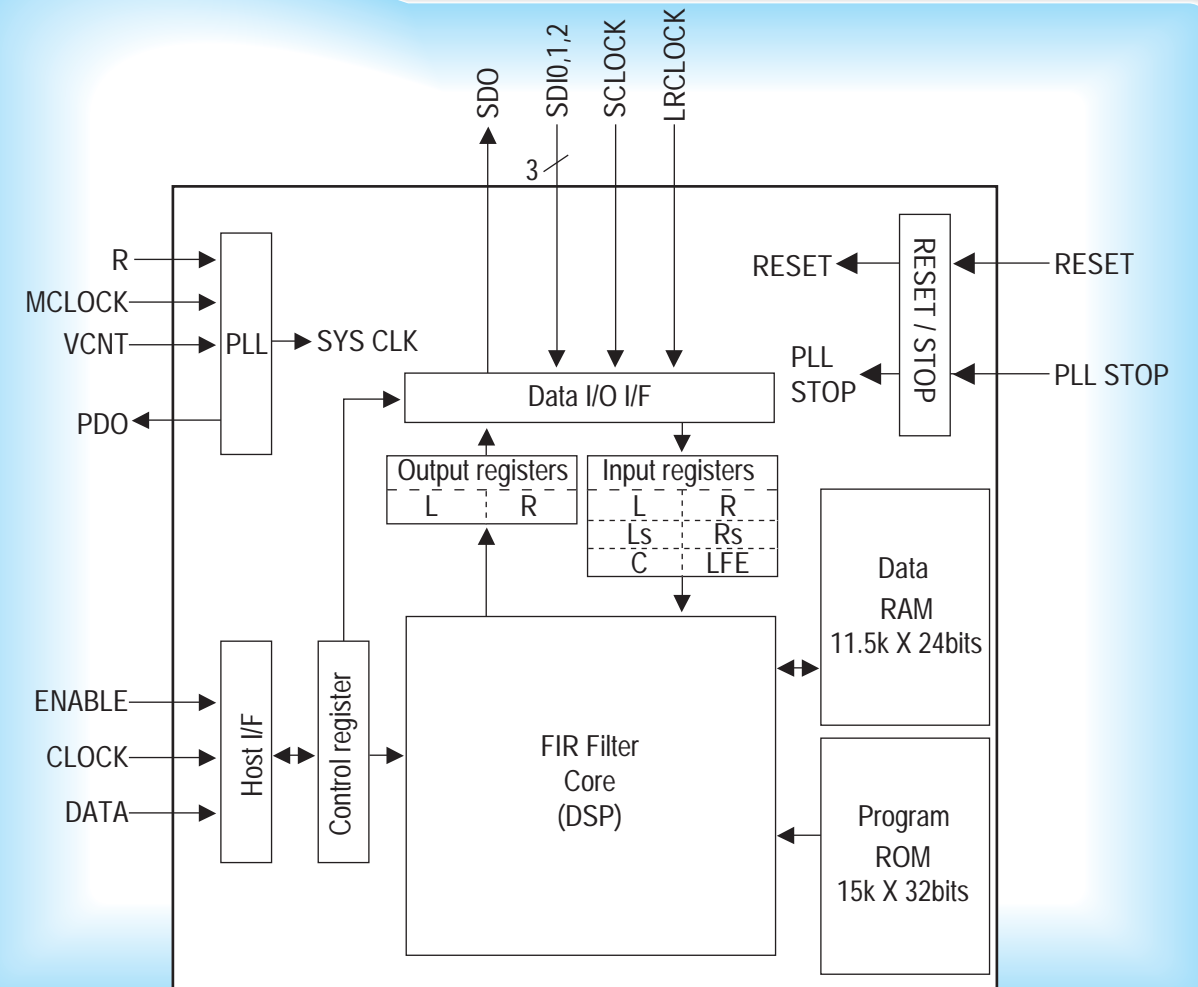 SDO
SDI0,1,2
SCLOCK
LRCLOCK
3
R
MCLOCK
VCNT
PDO
PLL
SYS CLK
RESET
RESET / STOP
RESET
PLL
STOP
PLL STOP
Data I/O I/F
Output registers
L R
Input registers
L R
Ls Rs
C LFE
Data
RAM
11.5k X 24bits
ENABLE
CLOCK
DATA
Host I/F
Control register
FIR Filter
Core
(DSP)
Program
ROM
15k X 32bits